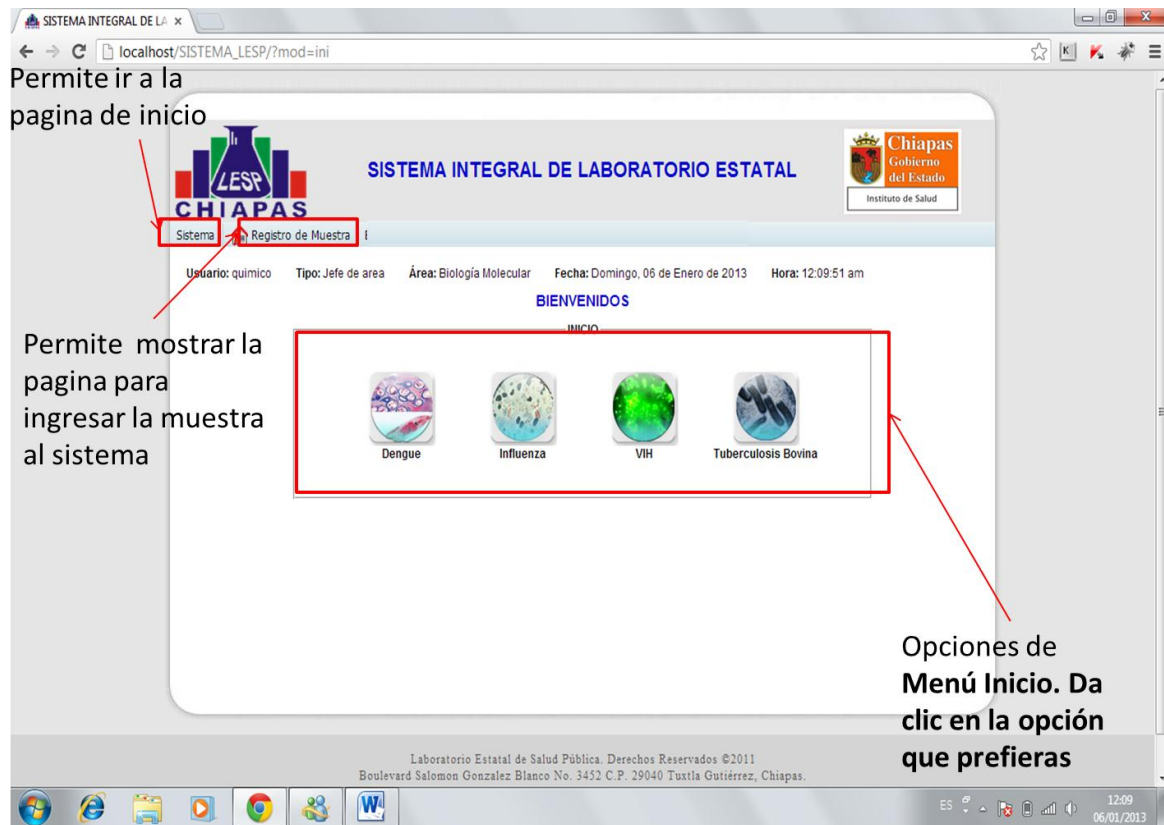 SISTEMA INTEGRAL DE LA
localhost/SISTEMA_LESP/?mod=ini
Permite ir a la
pagina de inicio
LESP
CHIAPAS
SISTEMA INTEGRAL DE LABORATORIO ESTATAL
Chiapas
Gobierno
del Estado
Instituto de Salud
Sistema
Registro de Muestra
Usuario: quimico Tipo: Jefe de area Área: Biología Molecular Fecha: Domingo, 06 de Enero de 2013 Hora: 12:09:51 am
BIENVENIDOS
INICIO
Permite mostrar la
pagina para
ingresar la muestra
al sistema
Dengue Influenza VIH Tuberculosis Bovina
Opciones de
Menú Inicio. Da
clic en la opción
que prefieras
Laboratorio Estatal de Salud Pública. Derechos Reservados ©2011
Boulevard Salomon Gonzalez Blanco No. 3452 C.P. 29040 Tuxtla Gutiérrez, Chiapas.
ES
12:09
06/01/2013